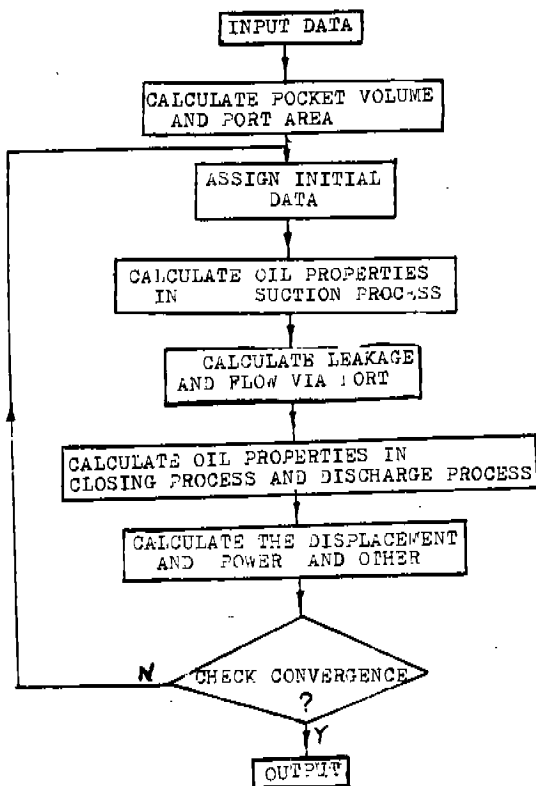 INPUT DATA
CALCULATE POCKET VOLUME
AND PORT AREA
ASSIGN INITIAL
DATA
CALCULATE OIL PROPERTIES
IN SUCTION PROCESS
CALCULATE LEAKAGE
AND FLOW VIA PORT
CALCULATE OIL PROPERTIES IN
CLOSING PROCESS AND DISCHARGE PROCESS
CALCULATE THE DISPLACEMENT
AND POWER AND OTHER
N
CHECK CONVERGENCE
?
Y
OUTPUT